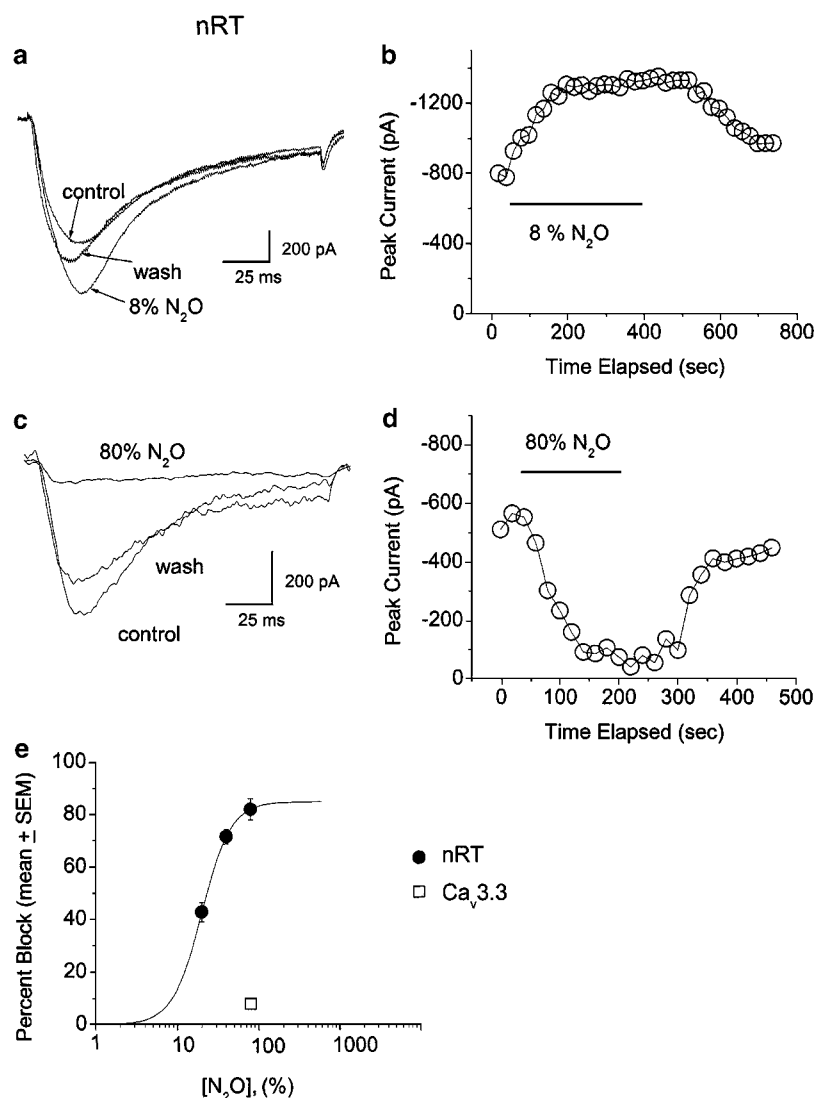 nRT
a
control
wash
8% N₂O
200 pA
25 ms
b
Peak Current (pA)
-1200
-800
-400
0
8 % N₂O
0 200 400 600 800
Time Elapsed (sec)
c
80% N₂O
wash
control
200 pA
25 ms
d
Peak Current (pA)
-800
-600
-400
-200
0
80% N₂O
0 100 200 300 400 500
Time Elapsed (sec)
e
Percent Block (mean ± SEM)
100
80
60
40
20
0
1 10 100 1000
[N₂O], (%)
nRT
Caᵥ3.3